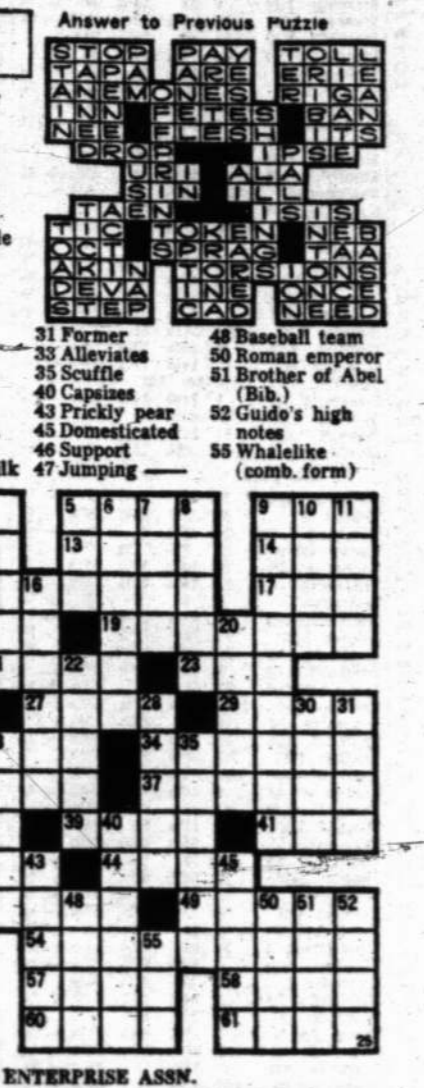 Answer to Previous Puzzle
STOP PAY TOLL
TAPA ARE ERIE
ANEMONES RIGA
INN FETES BAN
NEE FLESH ITS
DROP IPSE
URI ALA
SIN ILL
TAEN ISIS
TIC TOKEN NEB
OCT SPRAG TAA
AKIN TORSIONS
DEVA INE ONCE
STEP CAD NEED
31 Former
33 Alleviates
35 Scuffle
40 Capsizes
43 Prickly pear
45 Domesticated
46 Support
47 Jumping —
48 Baseball team
50 Roman emperor
51 Brother of Abel
(Bib.)
52 Guido's high
notes
55 Whalelike
(comb. form)
5 6 7 8 9 10 11
13 14
16 17
19 20
22 23
27 28 29 30 31
34 35
37
39 40 41
43 44 45
48 49 50 51 52
54 55
57 58
60 61
25
ENTERPRISE ASSN.